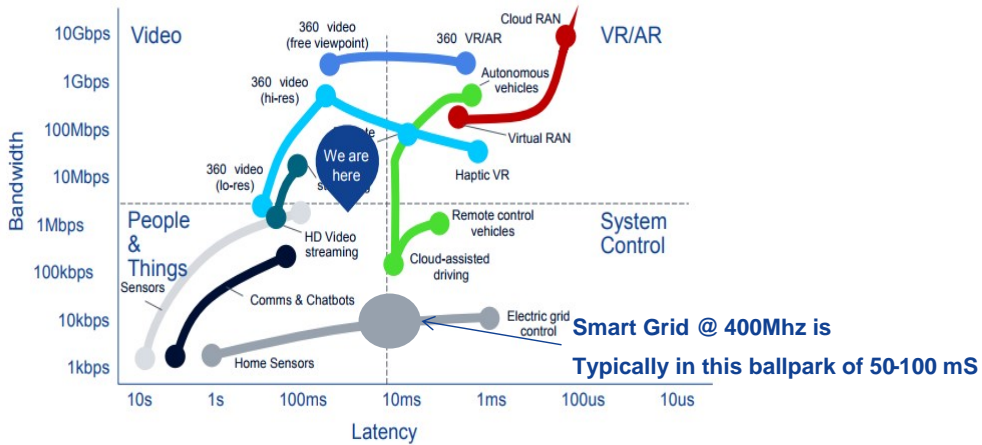 360 video
(free viewpoint)
Cloud RAN
10Gbps
Video
360 VR/AR
VR/AR
1Gbps
360 video
(hi-res)
Autonomous
vehicles
100Mbps
Virtual RAN
We are
here
Haptic VR
10Mbps
360 video
(lo-res)
Bandwidth
1Mbps
People
&
Things
HD Video
streaming
Remote control
vehicles
System
Control
100kbps
Cloud-assisted
driving
Sensors
Comms & Chatbots
10kbps
Electric grid
control
Smart Grid @ 400Mhz is
Typically in this ballpark of 50-100 mS
Home Sensors
1kbps
10s
1s
100ms
10ms
1ms
100us
10us
Latency